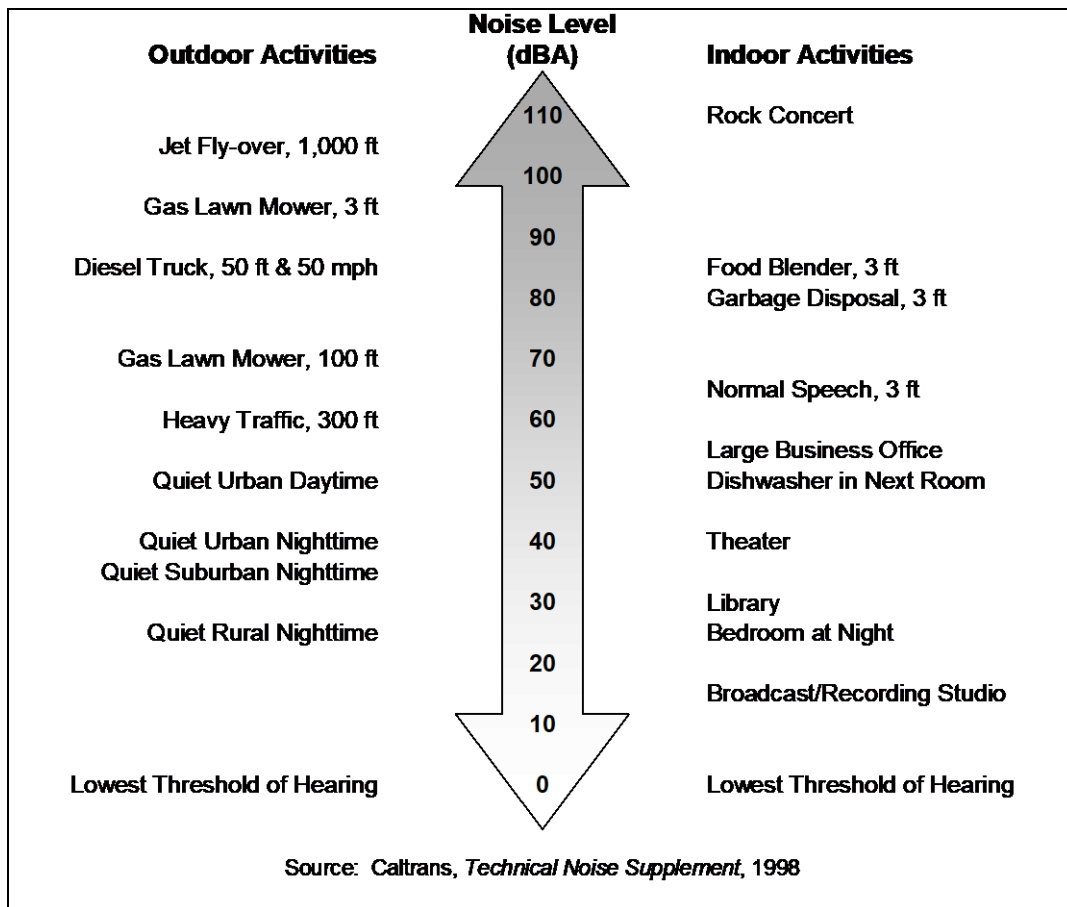 Noise Level
Outdoor Activities (dBA) Indoor Activities
110 Rock Concert
Jet Fly-over, 1,000 ft
100
Gas Lawn Mower, 3 ft
90
Diesel Truck, 50 ft & 50 mph Food Blender, 3 ft
80 Garbage Disposal, 3 ft
Gas Lawn Mower, 100 ft 70
Normal Speech, 3 ft
Heavy Traffic, 300 ft 60
Large Business Office
Quiet Urban Daytime 50 Dishwasher in Next Room
Quiet Urban Nighttime 40 Theater
Quiet Suburban Nighttime
30 Library
Quiet Rural Nighttime Bedroom at Night
20
Broadcast/Recording Studio
10
Lowest Threshold of Hearing 0 Lowest Threshold of Hearing
Source: Caltrans, Technical Noise Supplement, 1998